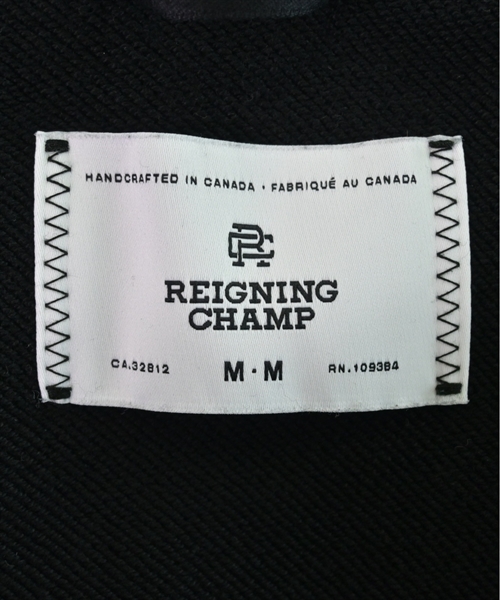 HANDCRAFTED IN CANADA · FABRIQUÉ AU CANADA
RC
REIGNING
CHAMP
CA.32812 M·M RN.109384